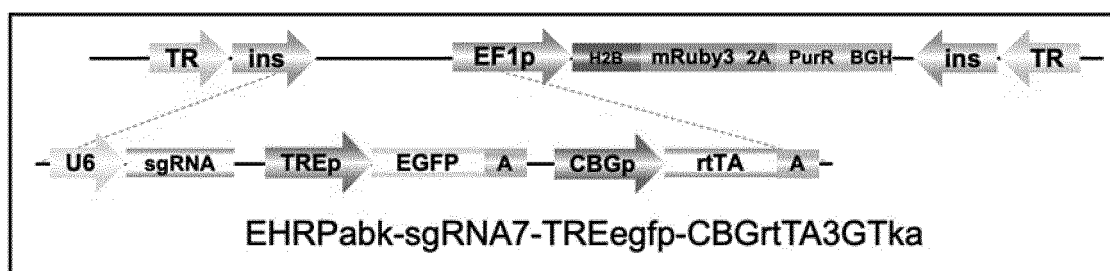 TR ins EF1p H2B mRuby3 2A PurR BGH ins TR
U6 sgRNA TREp EGFP A CBGp rtTA A
EHRPabk-sgRNA7-TREegfp-CBGrtTA3GTka